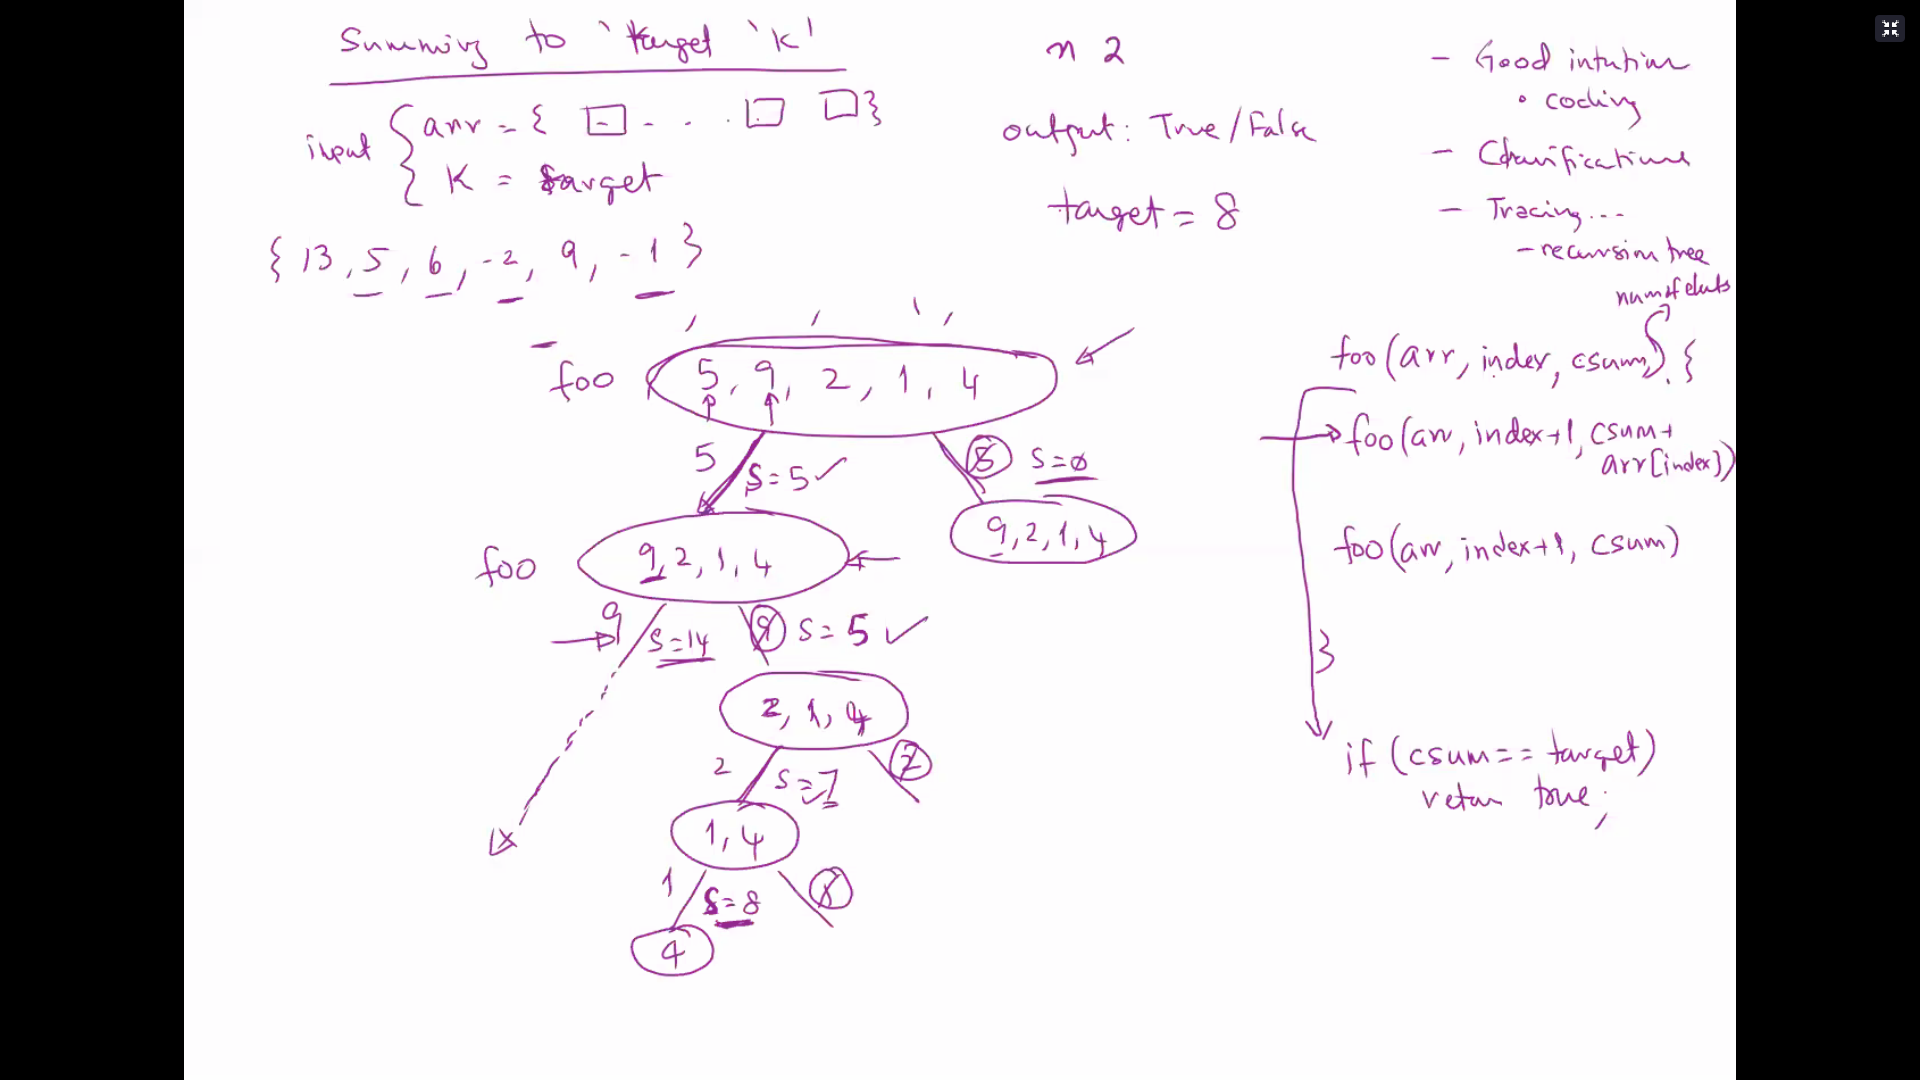 Summing to 'target 'K'
input { arr = { - . . . }
K = target
{ 13, 5, 6, -2, 9, -1 }
n 2
output: True/False
target = 8
- Good intution
• coding
- Clarifications
- Tracing...
- recursion tree
foo 5, 9, 2, 1, 4
5 S=5 ✓ 5 S=0
9, 2, 1, 4
foo 9, 2, 1, 4
9 S=14 9 S=5 ✓
2, 1, 4
2 S=7 2
1, 4
1 S=8 1
4
num of eluts
foo(arr, index, csum, ) {
foo(arr, index+1, csum+
arr[index])
foo(arr, index+1, csum)
}
if (csum == target)
return true;